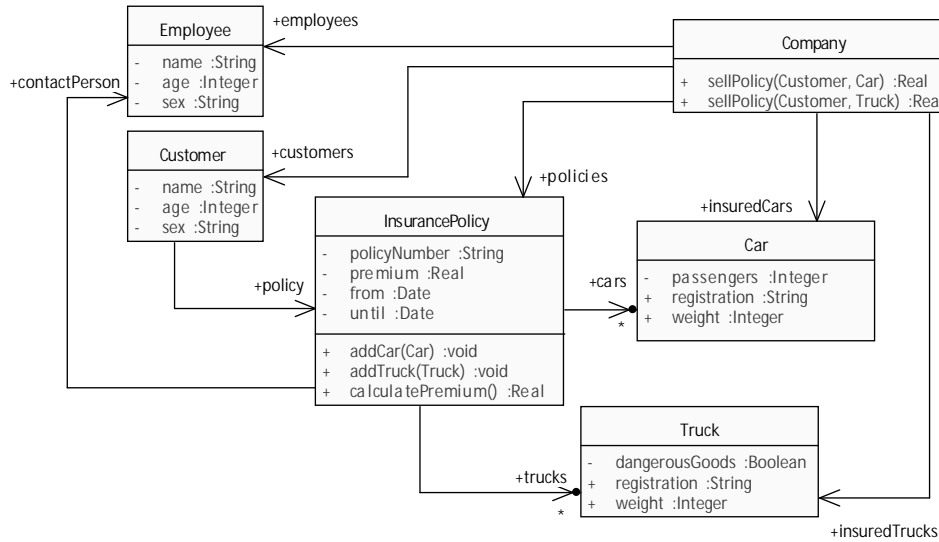 Employee
- name :String
- age :Integer
- sex :String
+employees
Company
+ sellPolicy(Customer, Car) :Real
+ sellPolicy(Customer, Truck) :Rea
+contactPerson
Customer
- name :String
- age :Integer
- sex :String
+customers
+policies
+insuredCars
InsurancePolicy
- policyNumber :String
- premium :Real
- from :Date
- until :Date
+ addCar(Car) :void
+ addTruck(Truck) :void
+ calculatePremium() :Real
+policy
+cars
*
Car
- passengers :Integer
+ registration :String
+ weight :Integer
Truck
- dangerousGoods :Boolean
+ registration :String
+ weight :Integer
+trucks
*
+insuredTrucks